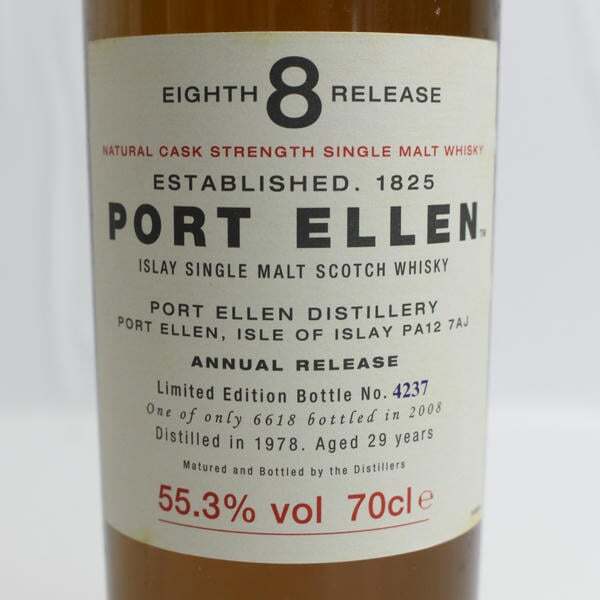 EIGHTH 8 RELEASE
NATURAL CASK STRENGTH SINGLE MALT WHISKY
ESTABLISHED. 1825
PORT ELLEN™
ISLAY SINGLE MALT SCOTCH WHISKY
PORT ELLEN DISTILLERY
PORT ELLEN, ISLE OF ISLAY PA12 7AJ
ANNUAL RELEASE
Limited Edition Bottle No. 4237
One of only 6618 bottled in 2008
Distilled in 1978. Aged 29 years
Matured and Bottled by the Distillers
55.3% vol 70cl e